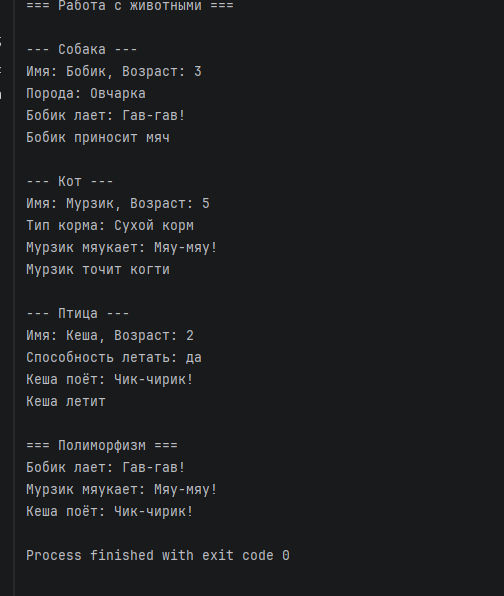 === Работа с животными ===
--- Собака ---
Имя: Бобик, Возраст: 3
Порода: Овчарка
Бобик лает: Гав-гав!
Бобик приносит мяч
--- Кот ---
Имя: Мурзик, Возраст: 5
Тип корма: Сухой корм
Мурзик мяукает: Мяу-мяу!
Мурзик точит когти
--- Птица ---
Имя: Кеша, Возраст: 2
Способность летать: да
Кеша поёт: Чик-чирик!
Кеша летит
=== Полиморфизм ===
Бобик лает: Гав-гав!
Мурзик мяукает: Мяу-мяу!
Кеша поёт: Чик-чирик!
Process finished with exit code 0